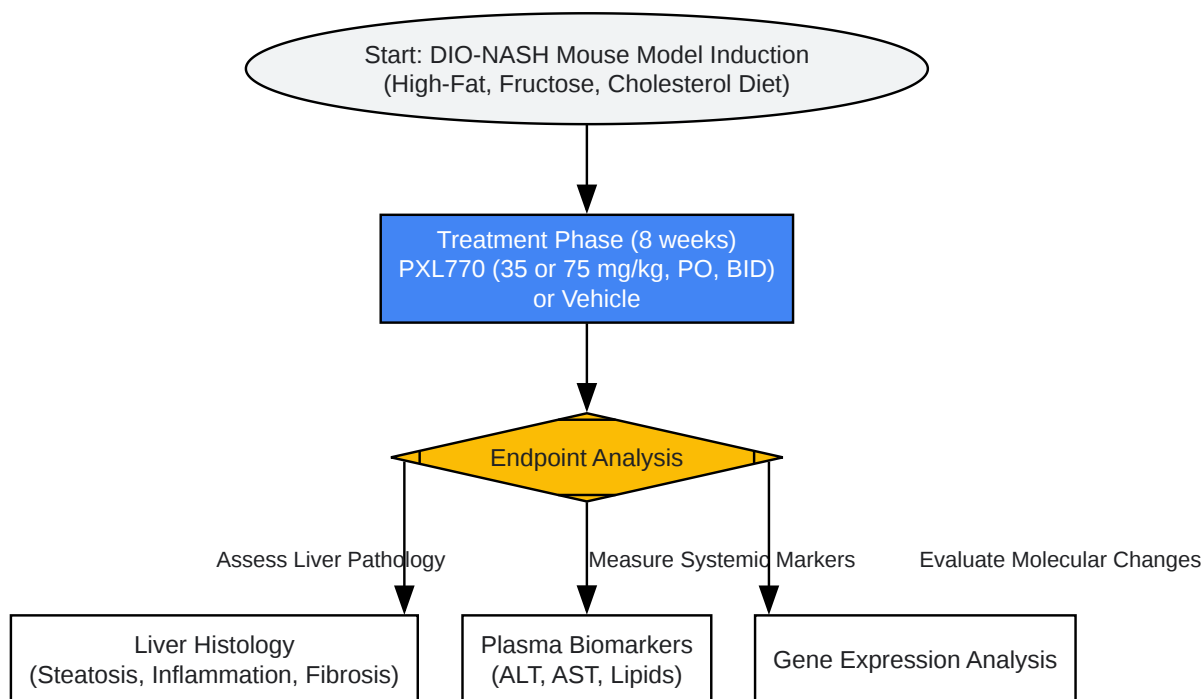 Start: DIO-NASH Mouse Model Induction
(High-Fat, Fructose, Cholesterol Diet)
Treatment Phase (8 weeks)
PXL770 (35 or 75 mg/kg, PO, BID)
or Vehicle
Endpoint Analysis
Assess Liver Pathology
Measure Systemic Markers
Evaluate Molecular Changes
Liver Histology
(Steatosis, Inflammation, Fibrosis)
Plasma Biomarkers
(ALT, AST, Lipids)
Gene Expression Analysis